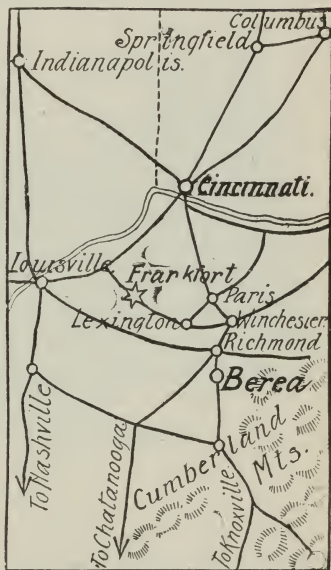 Columbus
Springfield
Indianapolis.
Cincinnati.
Louisville.
Frankfort
Paris
Lexington
Winchester.
Richmond
Berea
Cumberland
Mts.
To Nashville
To Chatanooga
To Knoxville